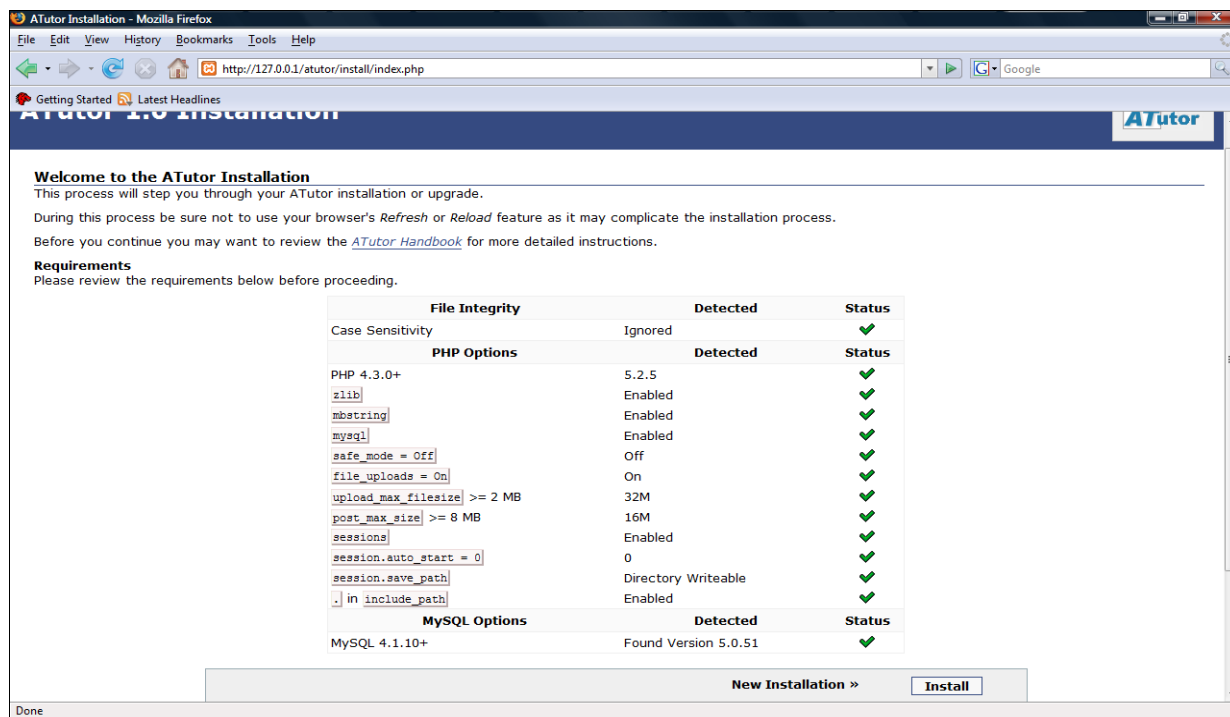 ATutor Installation - Mozilla Firefox
File Edit View History Bookmarks Tools Help
http://127.0.0.1/atutor/install/index.php
G Google
Getting Started Latest Headlines
ATutor 1.6 Installation
ATutor
Welcome to the ATutor Installation
This process will step you through your ATutor installation or upgrade.
During this process be sure not to use your browser's Refresh or Reload feature as it may complicate the installation process.
Before you continue you may want to review the ATutor Handbook for more detailed instructions.
Requirements
Please review the requirements below before proceeding.
File Integrity Detected Status
Case Sensitivity Ignored
PHP Options Detected Status
PHP 4.3.0+ 5.2.5
zlib Enabled
mbstring Enabled
mysql Enabled
safe_mode = Off Off
file_uploads = On On
upload_max_filesize >= 2 MB 32M
post_max_size >= 8 MB 16M
sessions Enabled
session.auto_start = 0 0
session.save_path Directory Writeable
. in include_path Enabled
MySQL Options Detected Status
MySQL 4.1.10+ Found Version 5.0.51
New Installation » Install
Done